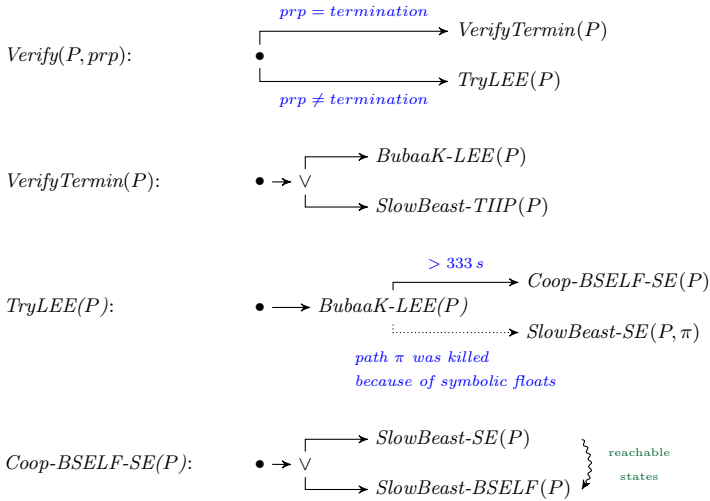 prp = termination
VerifyTermin(P)
Verify(P, prp):
TryLEE(P)
prp ≠ termination
BubaaK-LEE(P)
VerifyTermin(P):
∨
SlowBeast-TIIP(P)
> 333 s
Coop-BSELF-SE(P)
TryLEE(P):
BubaaK-LEE(P)
SlowBeast-SE(P, π)
path π was killed
because of symbolic floats
SlowBeast-SE(P)
reachable
Coop-BSELF-SE(P):
∨
states
SlowBeast-BSELF(P)